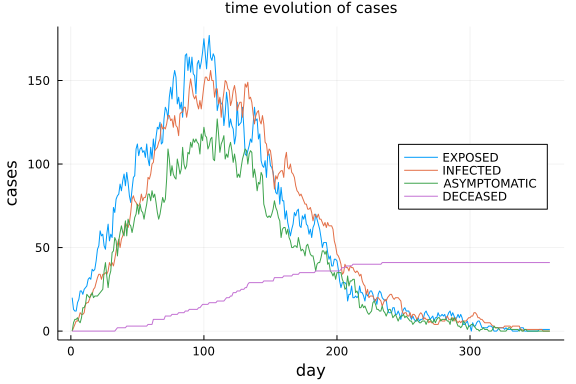 time evolution of cases
cases
150
100
50
0
EXPOSED
INFECTED
ASYMPTOMATIC
DECEASED
0
100
200
300
day